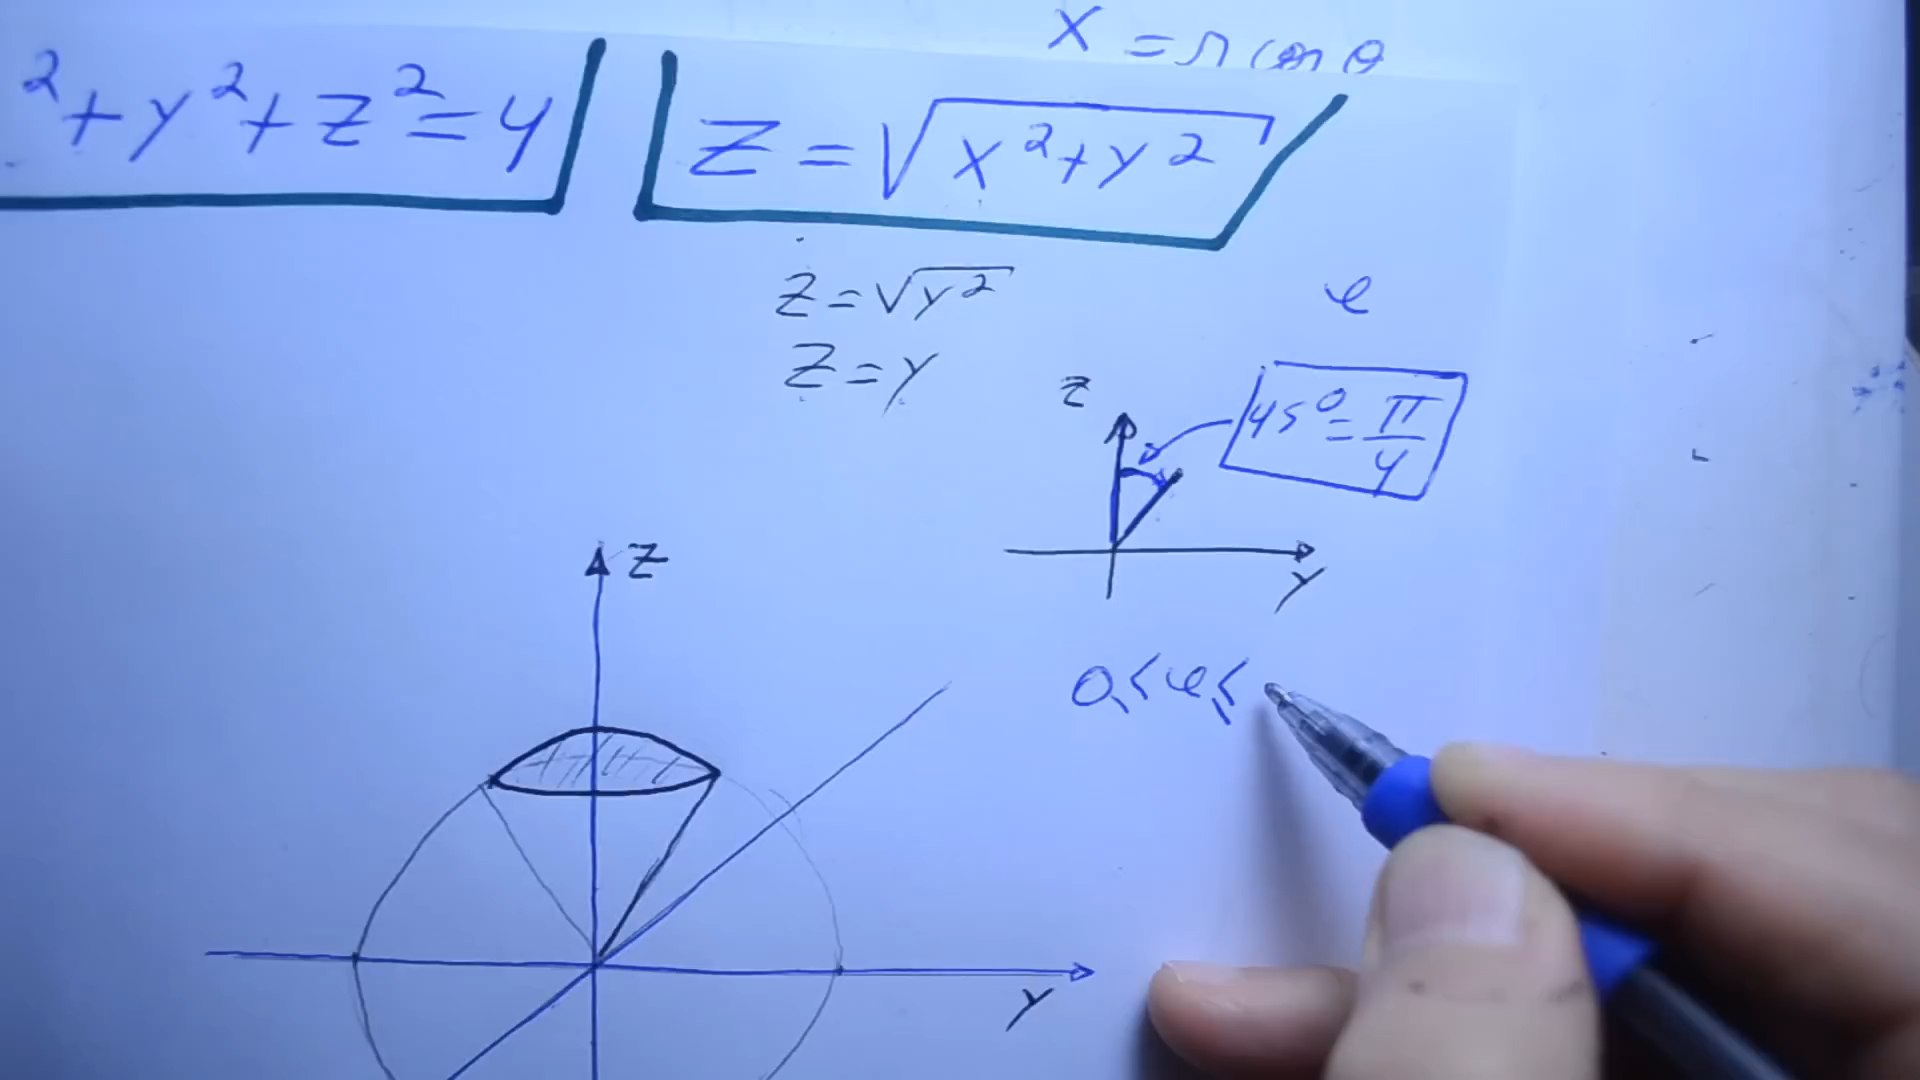 x = r cos θ
²+y²+z²=4
z = √x²+y²
z = √y²
φ
z = y
z
45° = π/4
y
z
0 ≤ φ ≤
y